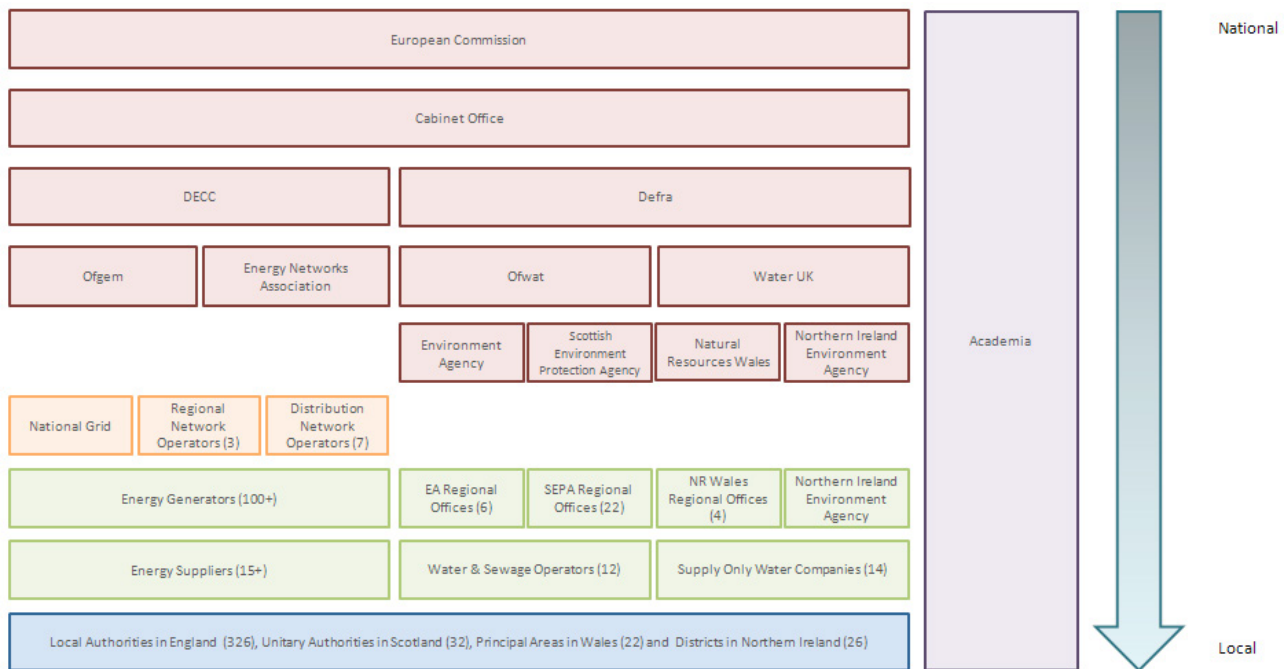 European Commission
National
Cabinet Office
DECC
Defra
Ofgem
Energy Networks
Association
Ofwat
Water UK
Environment
Agency
Scottish
Environment
Protection Agency
Natural
Resources Wales
Northern Ireland
Environment
Agency
Academia
National Grid
Regional
Network
Operators (3)
Distribution
Network
Operators (7)
Energy Generators (100+)
EA Regional
Offices (6)
SEPA Regional
Offices (22)
NR Wales
Regional Offices
(4)
Northern Ireland
Environment
Agency
Energy Suppliers (15+)
Water & Sewage Operators (12)
Supply Only Water Companies (14)
Local Authorities in England (326), Unitary Authorities in Scotland (32), Principal Areas in Wales (22) and Districts in Northern Ireland (26)
Local